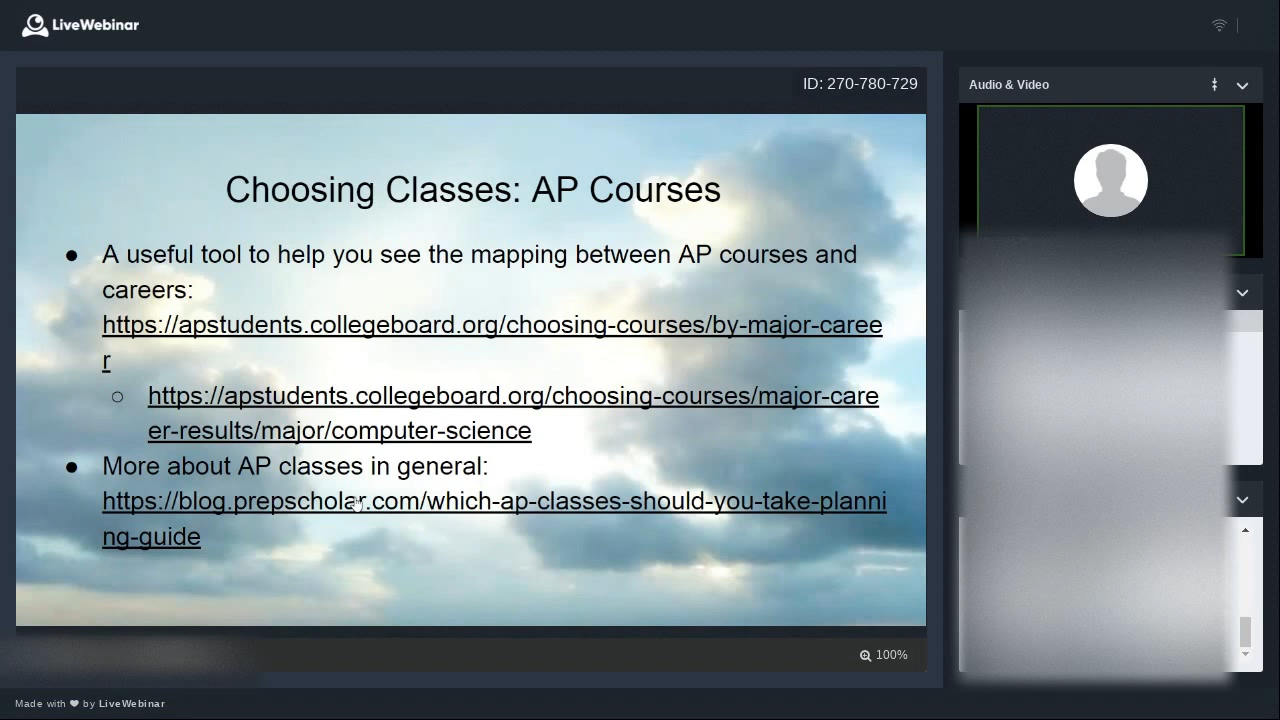 LiveWebinar
ID: 270-780-729
Audio & Video
Choosing Classes: AP Courses
● A useful tool to help you see the mapping between AP courses and
careers:
https://apstudents.collegeboard.org/choosing-courses/by-major-caree
r
○ https://apstudents.collegeboard.org/choosing-courses/major-care
er-results/major/computer-science
● More about AP classes in general:
https://blog.prepscholar.com/which-ap-classes-should-you-take-planni
ng-guide
100%
Made with ❤ by LiveWebinar